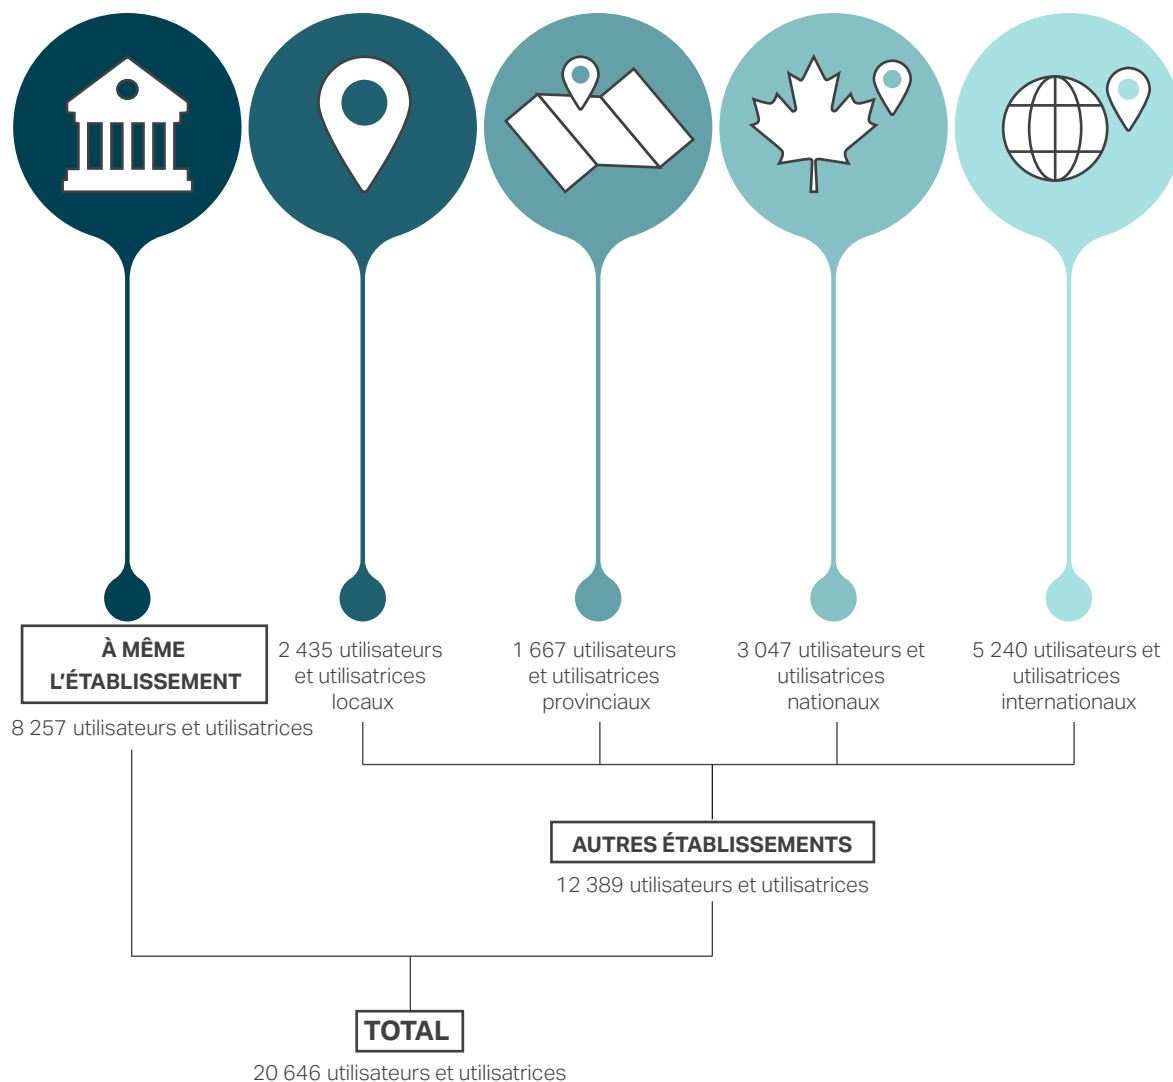 À MÊME
L'ÉTABLISSEMENT
8 257 utilisateurs et utilisatrices
2 435 utilisateurs
et utilisatrices
locaux
1 667 utilisateurs
et utilisatrices
provinciaux
3 047 utilisateurs et
utilisatrices
nationaux
5 240 utilisateurs et
utilisatrices
internationaux
AUTRES ÉTABLISSEMENTS
12 389 utilisateurs et utilisatrices
TOTAL
20 646 utilisateurs et utilisatrices